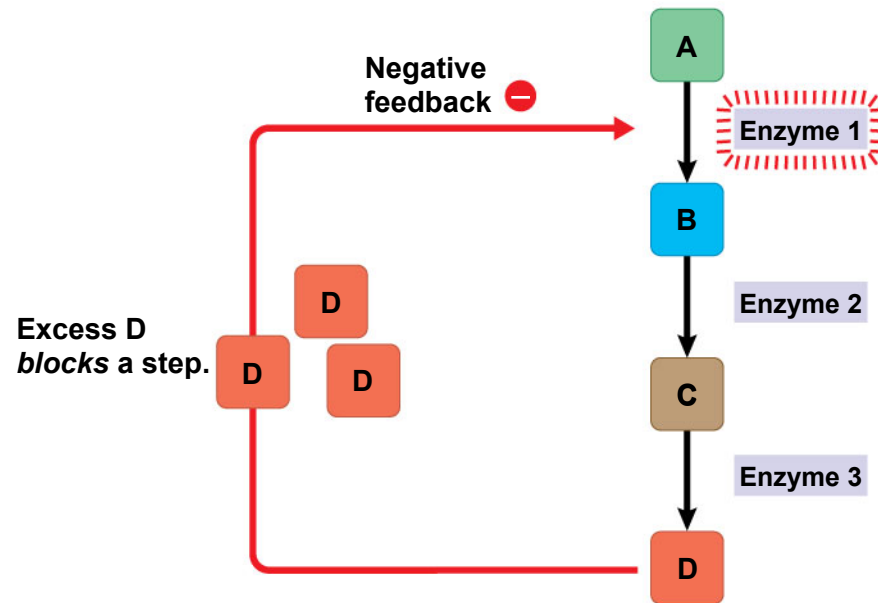 A
Negative
feedback
Enzyme 1
B
D
Enzyme 2
Excess D
blocks a step.
D
D
C
Enzyme 3
D